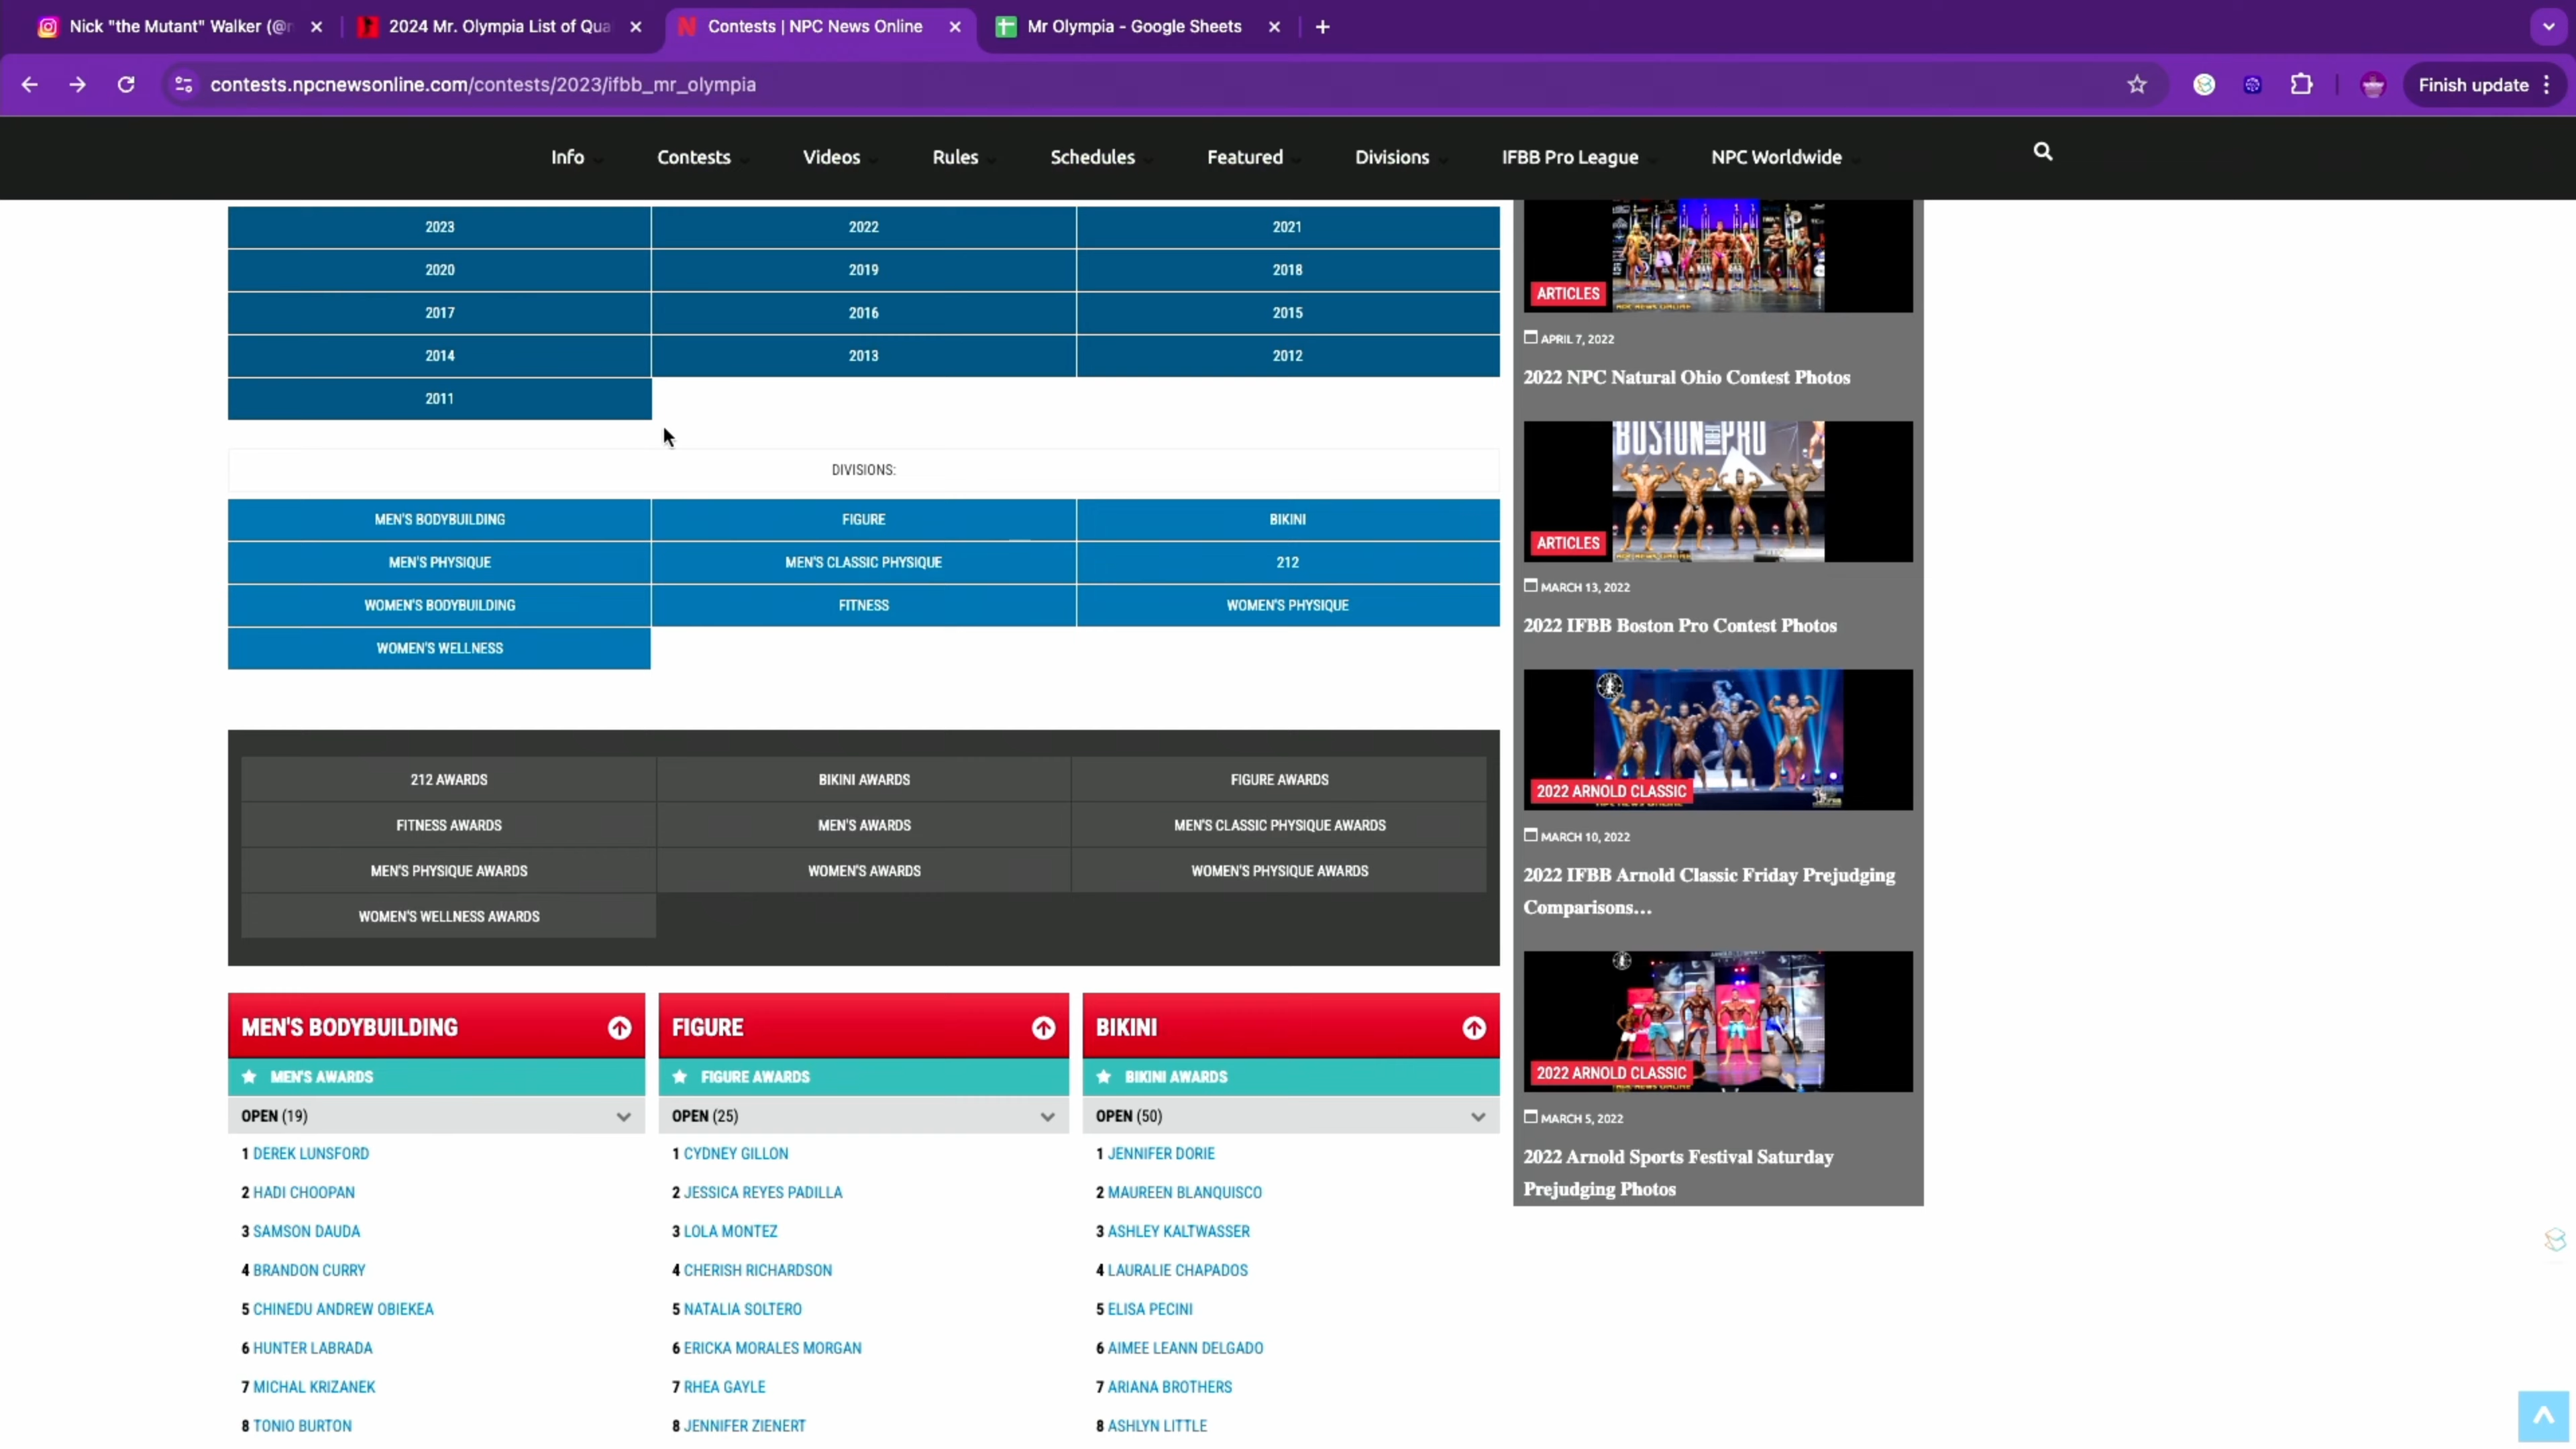 Nick "the Mutant" Walker (@r
2024 Mr. Olympia List of Qua
Contests | NPC News Online
Mr Olympia - Google Sheets
contests.npcnewsonline.com/contests/2023/ifbb_mr_olympia
Finish update
Info Contests Videos Rules Schedules Featured Divisions IFBB Pro League NPC Worldwide
2023 2022 2021
2020 2019 2018
2017 2016 2015
2014 2013 2012
2011
DIVISIONS:
MEN'S BODYBUILDING FIGURE BIKINI
MEN'S PHYSIQUE MEN'S CLASSIC PHYSIQUE 212
WOMEN'S BODYBUILDING FITNESS WOMEN'S PHYSIQUE
WOMEN'S WELLNESS
212 AWARDS BIKINI AWARDS FIGURE AWARDS
FITNESS AWARDS MEN'S AWARDS MEN'S CLASSIC PHYSIQUE AWARDS
MEN'S PHYSIQUE AWARDS WOMEN'S AWARDS WOMEN'S PHYSIQUE AWARDS
WOMEN'S WELLNESS AWARDS
MEN'S BODYBUILDING
MEN'S AWARDS
OPEN (19)
1 DEREK LUNSFORD
2 HADI CHOOPAN
3 SAMSON DAUDA
4 BRANDON CURRY
5 CHINEDU ANDREW OBIEKEA
6 HUNTER LABRADA
7 MICHAL KRIZANEK
8 TONIO BURTON
FIGURE
FIGURE AWARDS
OPEN (25)
1 CYDNEY GILLON
2 JESSICA REYES PADILLA
3 LOLA MONTEZ
4 CHERISH RICHARDSON
5 NATALIA SOLTERO
6 ERICKA MORALES MORGAN
7 RHEA GAYLE
8 JENNIFER ZIENERT
BIKINI
BIKINI AWARDS
OPEN (50)
1 JENNIFER DORIE
2 MAUREEN BLANQUISCO
3 ASHLEY KALTWASSER
4 LAURALIE CHAPADOS
5 ELISA PECINI
6 AIMEE LEANN DELGADO
7 ARIANA BROTHERS
8 ASHLYN LITTLE
ARTICLES
APRIL 7, 2022
2022 NPC Natural Ohio Contest Photos
BOSTON PRO
ARTICLES
MARCH 13, 2022
2022 IFBB Boston Pro Contest Photos
2022 ARNOLD CLASSIC
MARCH 10, 2022
2022 IFBB Arnold Classic Friday Prejudging
Comparisons...
2022 ARNOLD CLASSIC
MARCH 5, 2022
2022 Arnold Sports Festival Saturday
Prejudging Photos